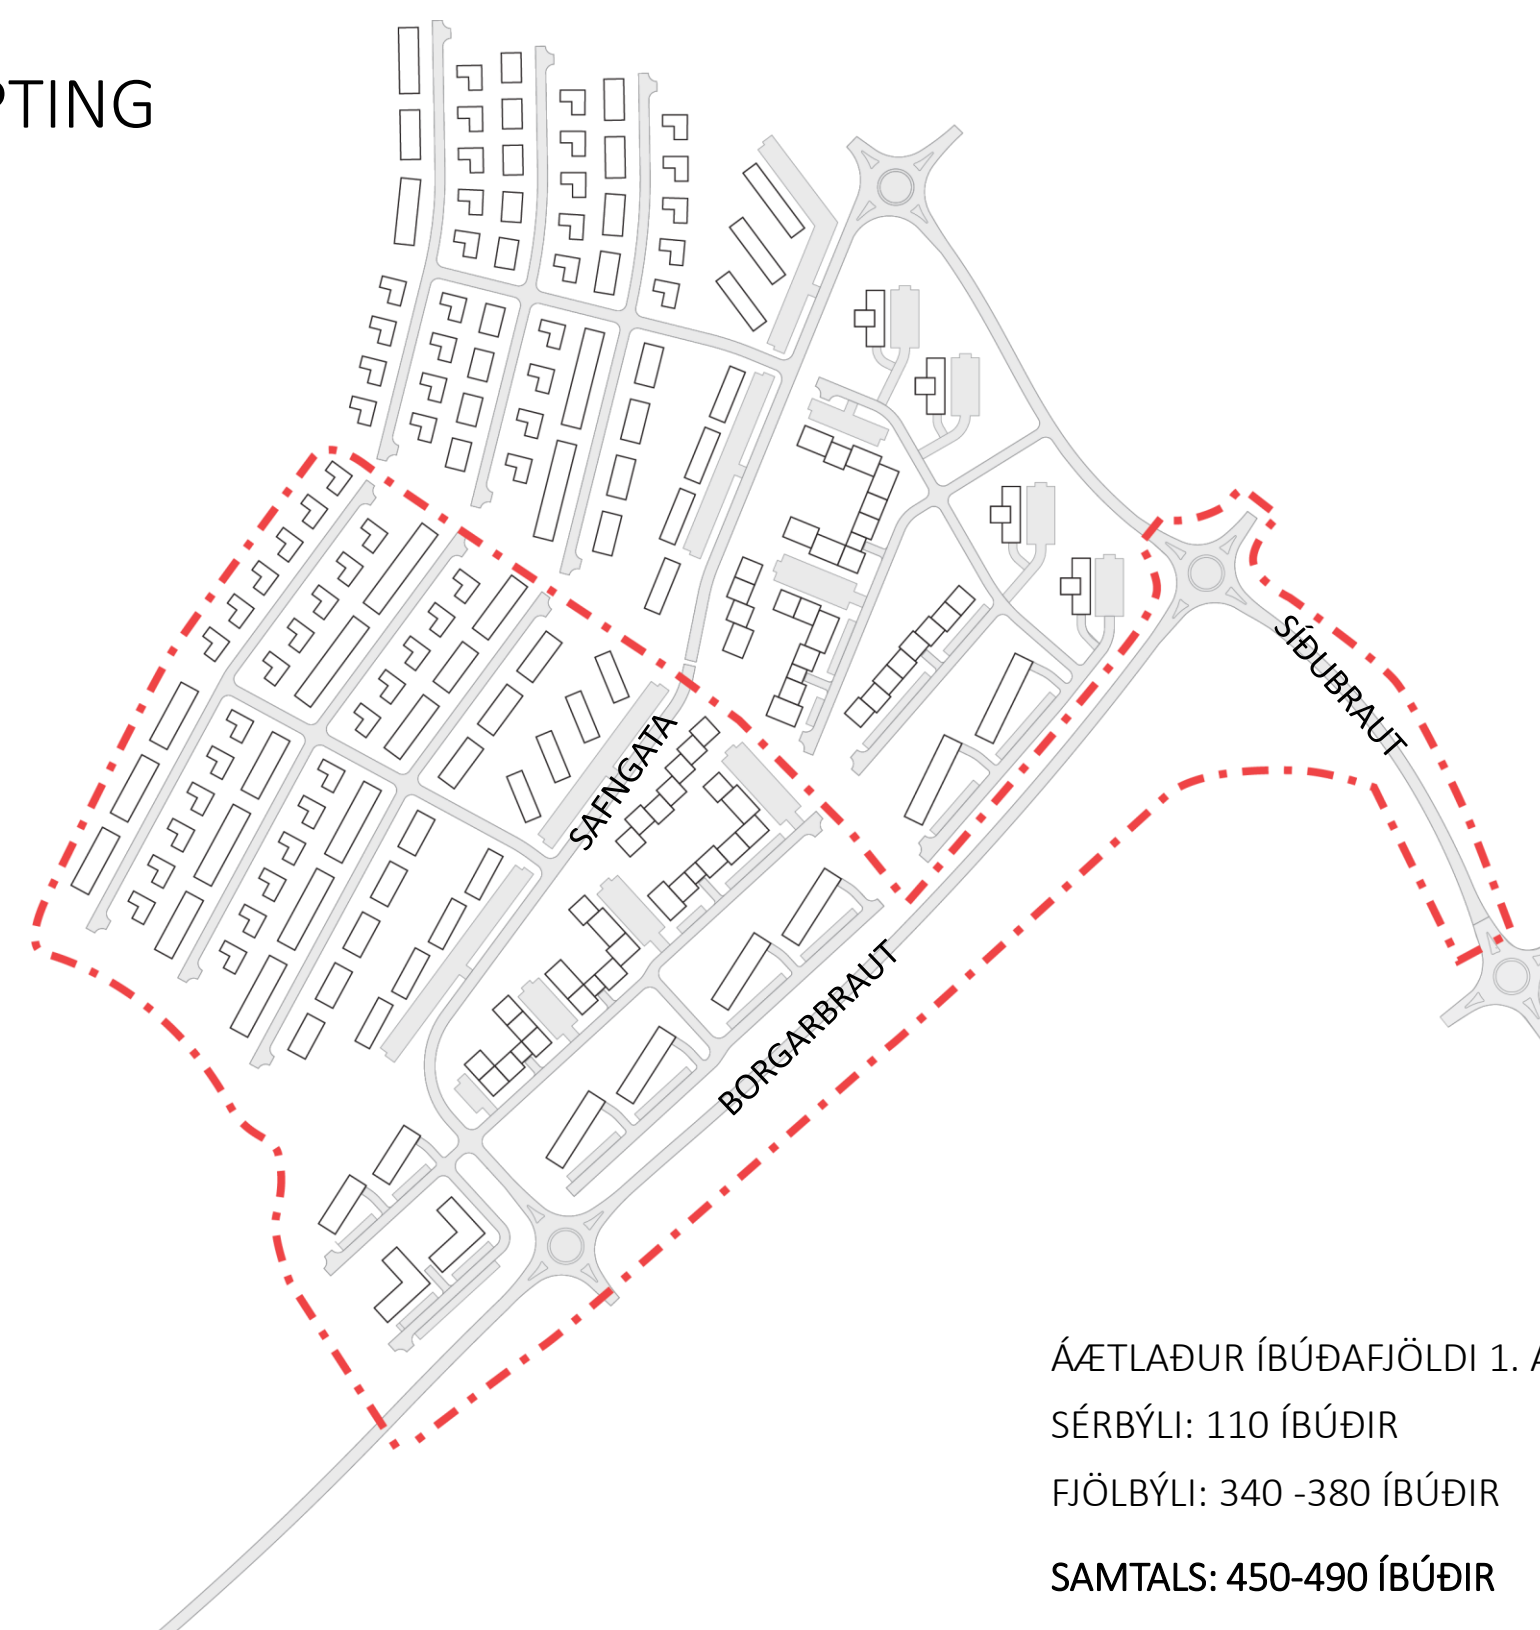 PTING
SÍÐUBRAUT
SAFNGATA
BORGARBRAUT
ÁÆTLAÐUR ÍBÚÐAFJÖLDI 1. Á
SÉRBÝLI: 110 ÍBÚÐIR
FJÖLBÝLI: 340 -380 ÍBÚÐIR
SAMTALS: 450-490 ÍBÚÐIR